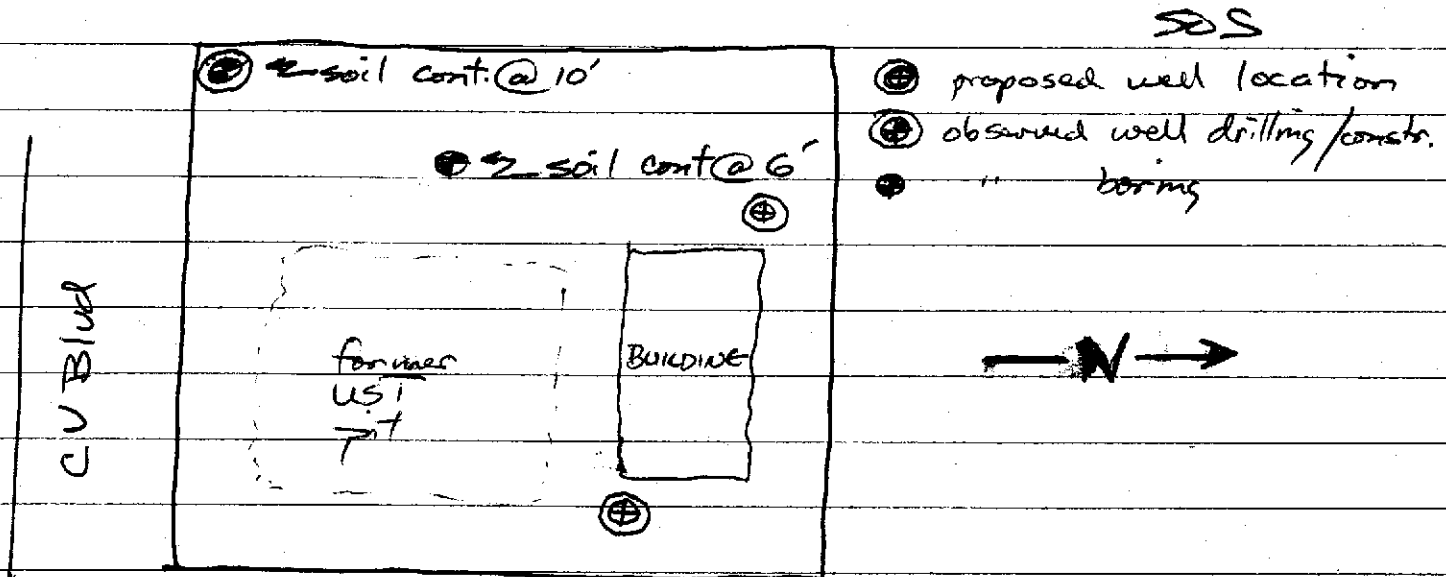 SOS
soil cont. @ 10'
proposed well location
observed well drilling/constr.
soil cont @ 6'
" boring
CV Blvd
former
UST
pit
BUILDING
N